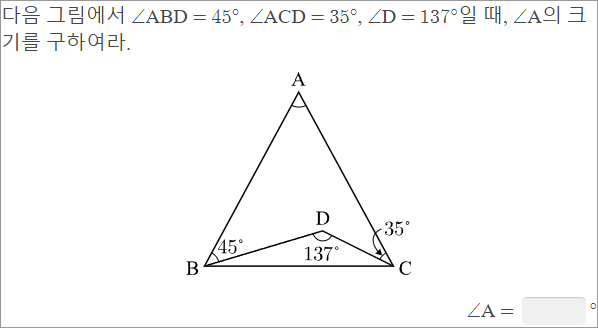 다음 그림에서 ∠ABD = 45°, ∠ACD = 35°, ∠D = 137°일 때, ∠A의 크
기를 구하여라.
A
D
35°
45°
137°
B
C
∠A = °